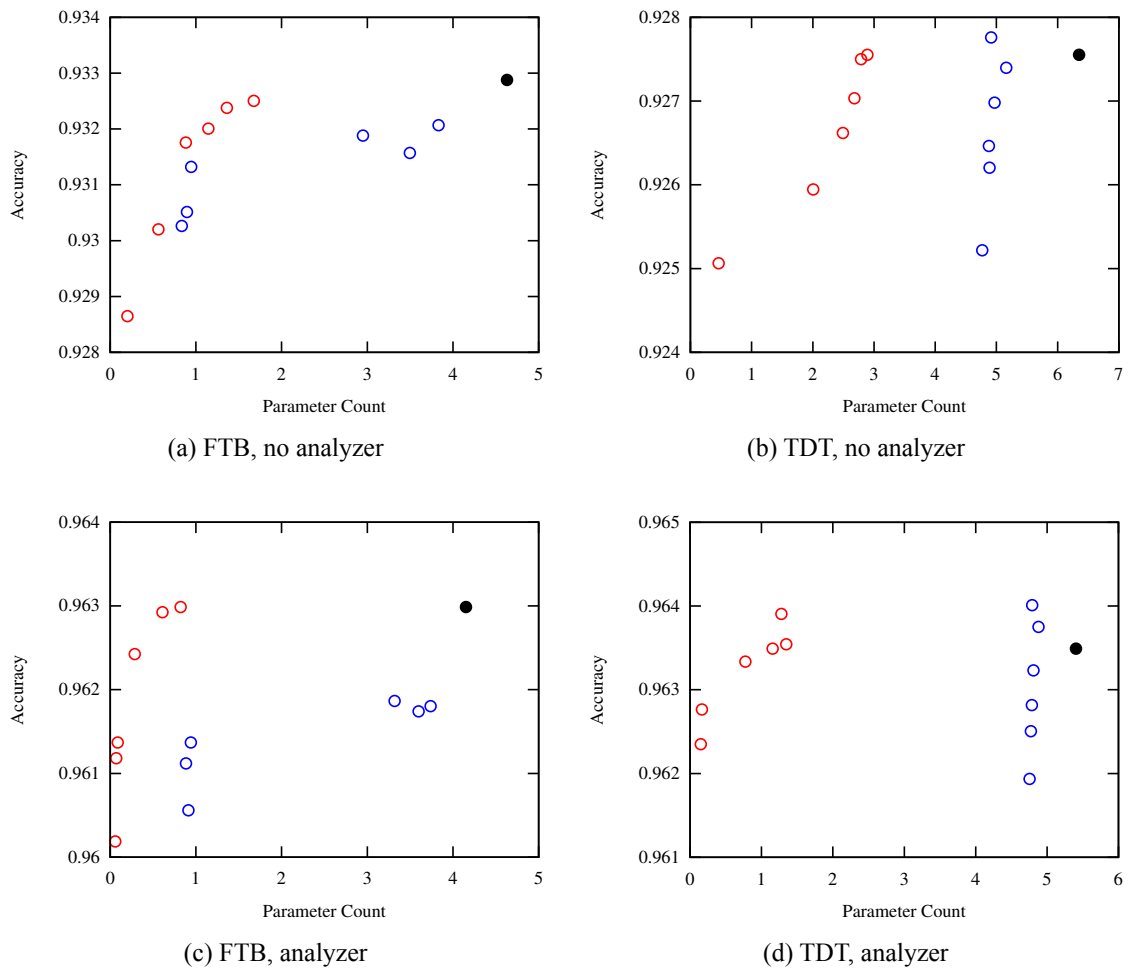 0.934
0.933
0.932
0.931
0.93
0.929
0.928
Accuracy
0 1 2 3 4 5
Parameter Count
(a) FTB, no analyzer
0.928
0.927
0.926
0.925
0.924
Accuracy
0 1 2 3 4 5 6 7
Parameter Count
(b) TDT, no analyzer
0.964
0.963
0.962
0.961
0.96
Accuracy
0 1 2 3 4 5
Parameter Count
(c) FTB, analyzer
0.965
0.964
0.963
0.962
0.961
Accuracy
0 1 2 3 4 5 6
Parameter Count
(d) TDT, analyzer